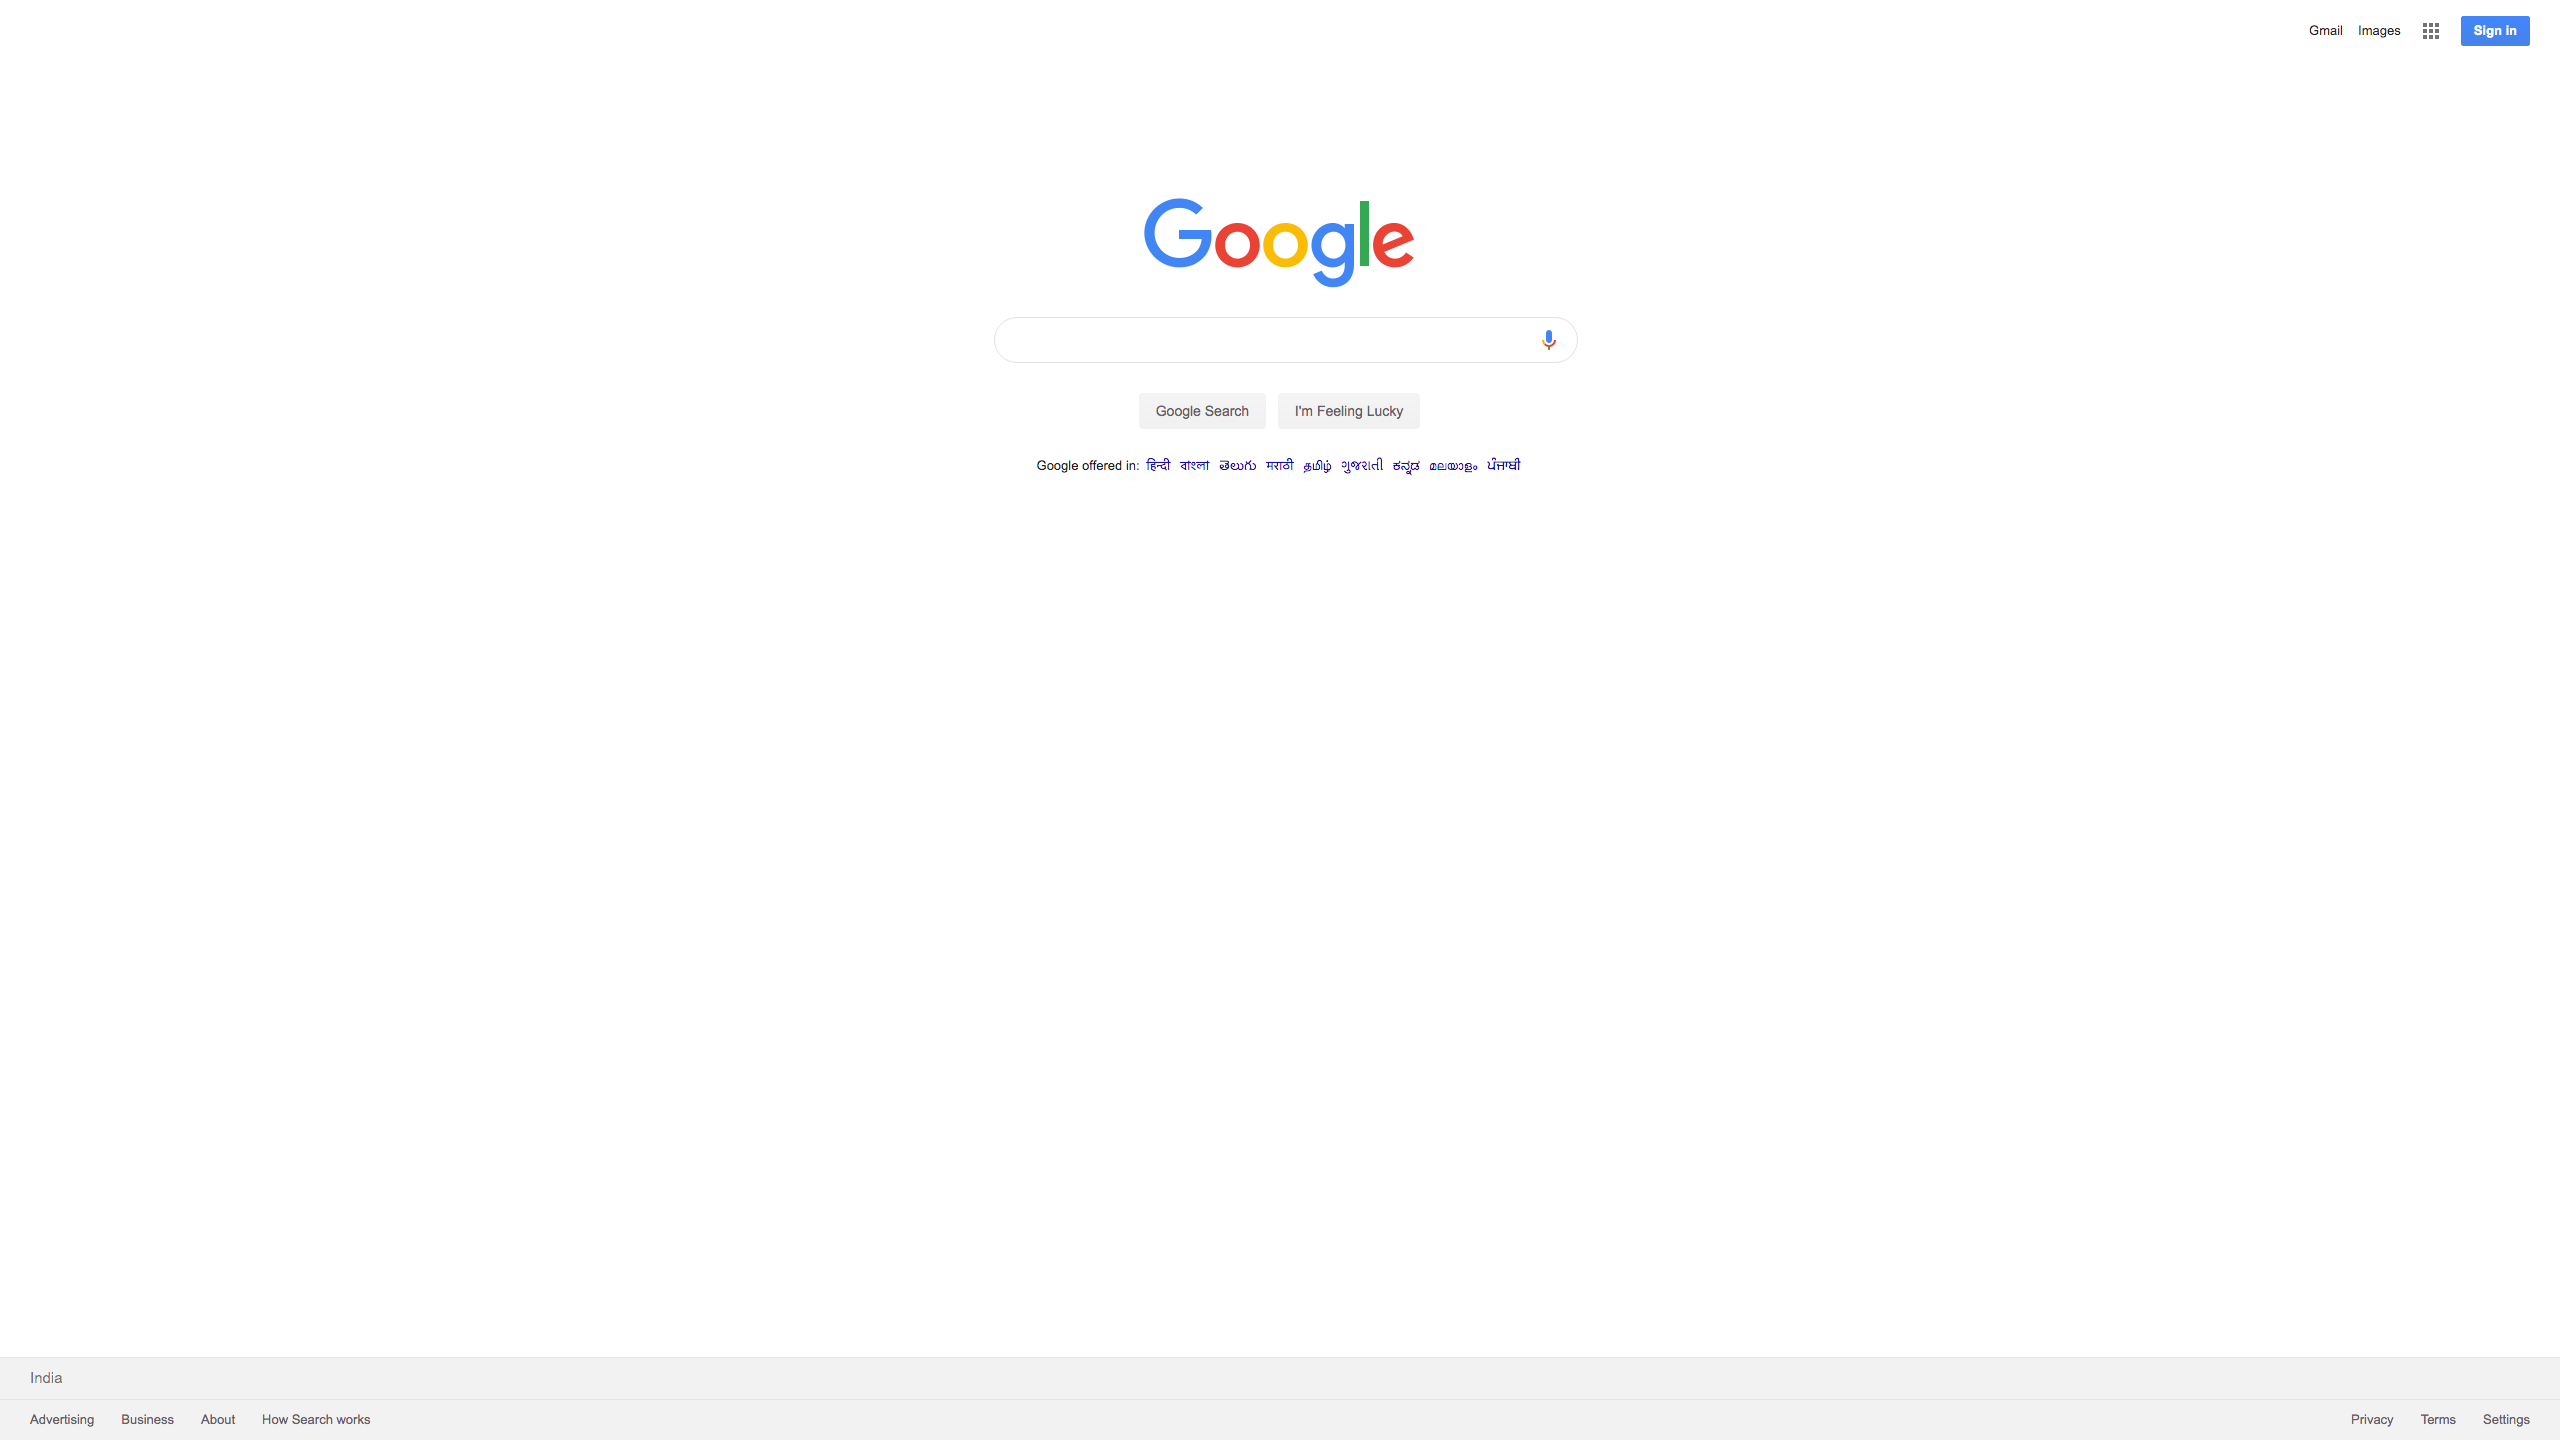 Gmail Images Sign in
Google
Google Search I'm Feeling Lucky
Google offered in: हिन्दी বাংলা తెలుగు मराठी தமிழ் ગુજરાતી ಕನ್ನಡ മലയാളം ਪੰਜਾਬੀ
India
Advertising Business About How Search works Privacy Terms Settings